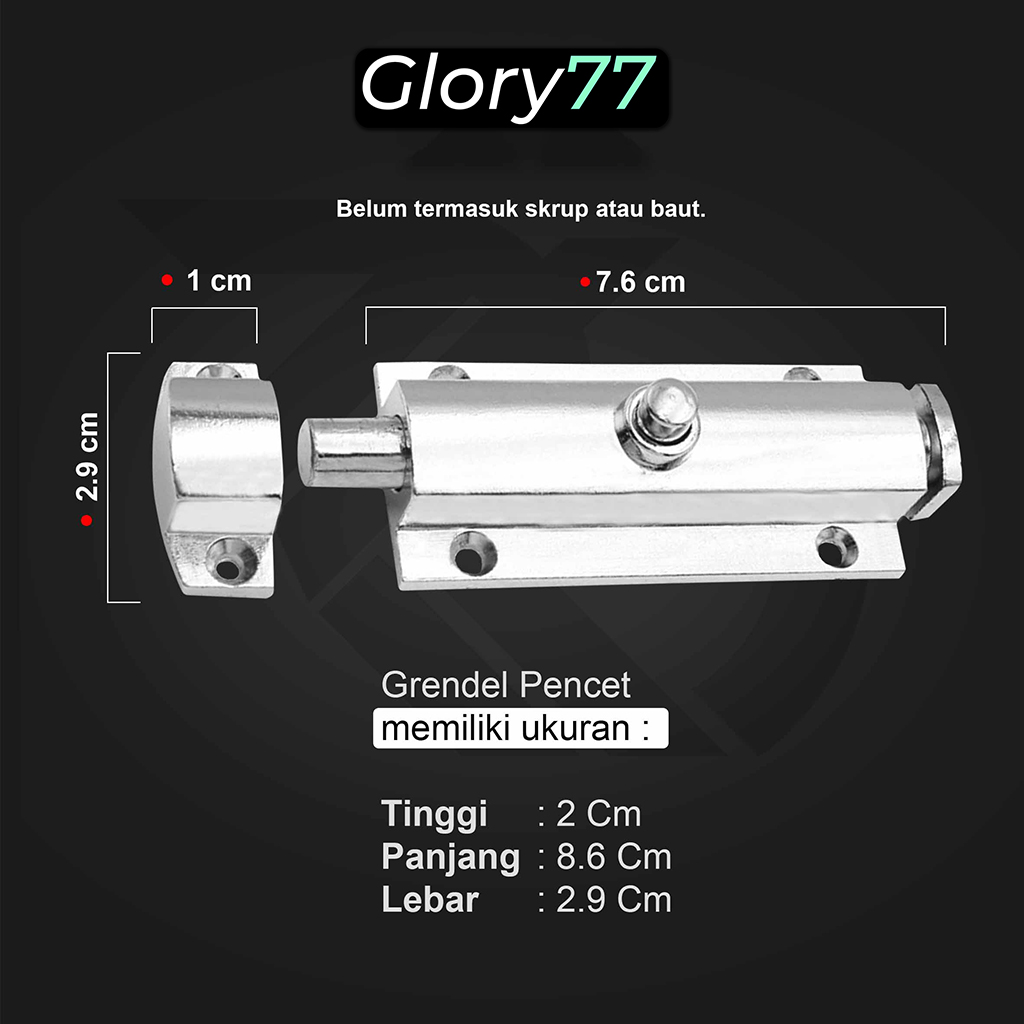 Glory77
Belum termasuk skrup atau baut.
1 cm
7.6 cm
2.9 cm
Grendel Pencet
memiliki ukuran :
Tinggi : 2 Cm
Panjang : 8.6 Cm
Lebar : 2.9 Cm